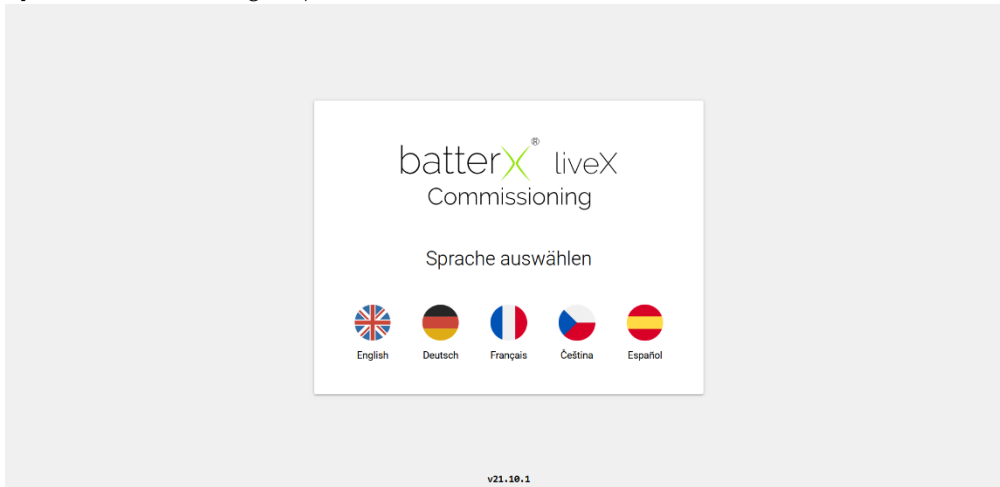 batterX® liveX
Commissioning
Sprache auswählen
English Deutsch Français Čeština Español
v21.10.1